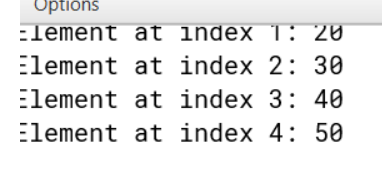 Options
Element at index 1: 20
Element at index 2: 30
Element at index 3: 40
Element at index 4: 50